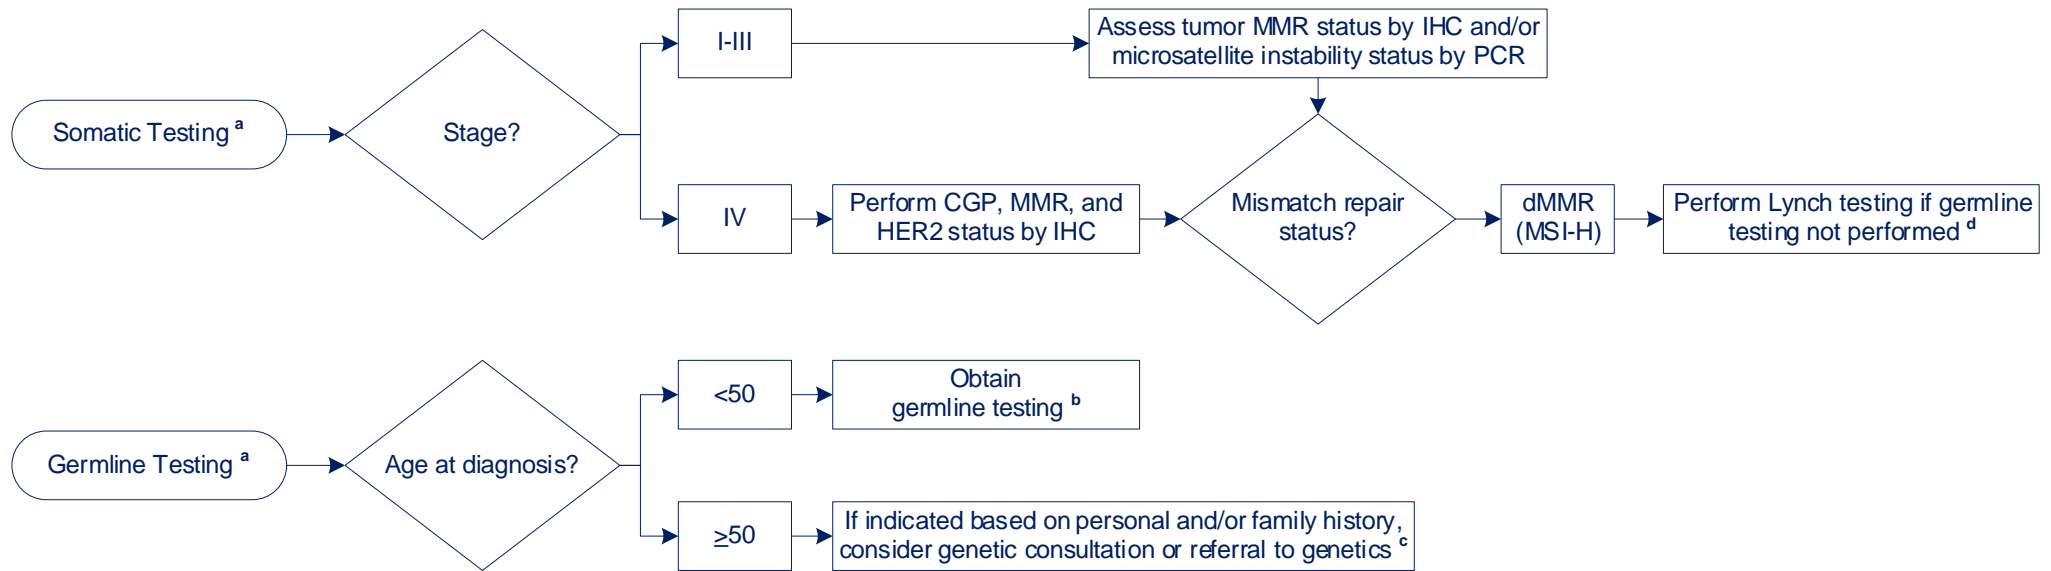 Somatic Testing a
Stage?
I-III
Assess tumor MMR status by IHC and/or
microsatellite instability status by PCR
IV
Perform CGP, MMR, and
HER2 status by IHC
Mismatch repair
status?
dMMR
(MSI-H)
Perform Lynch testing if germline
testing not performed d
Germline Testing a
Age at diagnosis?
<50
Obtain
germline testing b
≥50
If indicated based on personal and/or family history,
consider genetic consultation or referral to genetics c